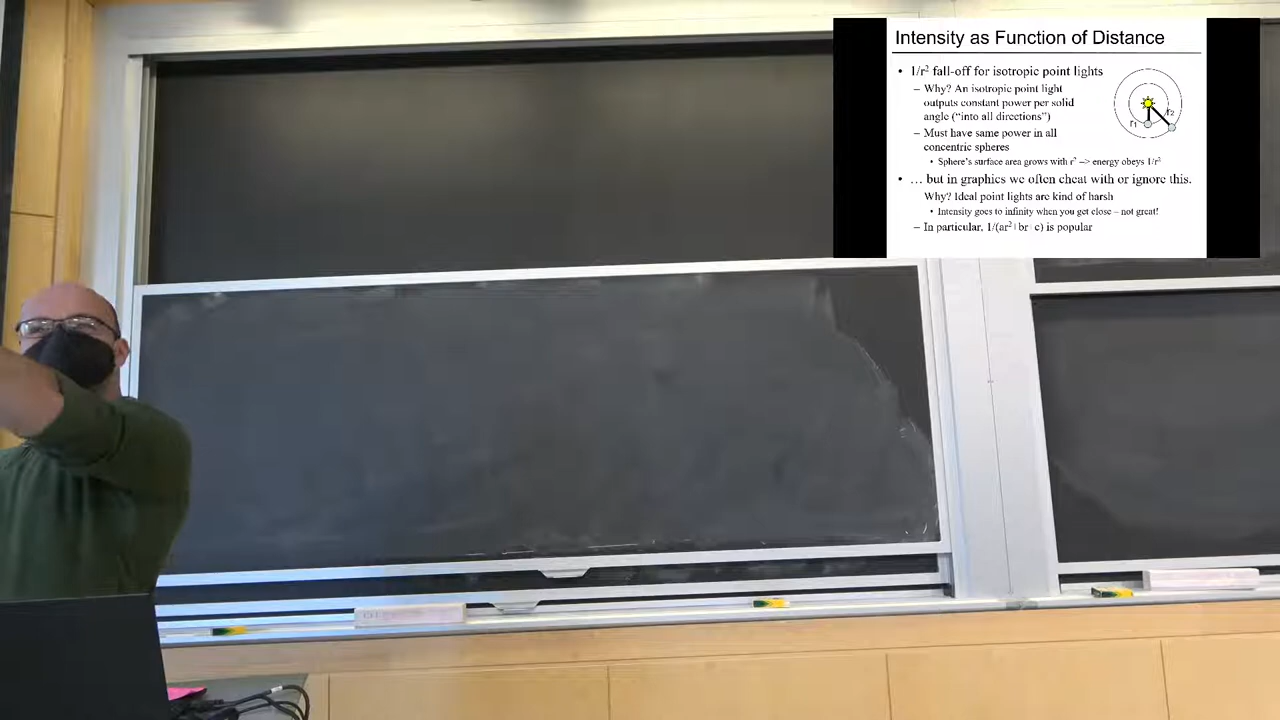 Intensity as Function of Distance
• 1/r² fall-off for isotropic point lights
– Why? An isotropic point light
outputs constant power per solid
angle (“into all directions”)
– Must have same power in all
concentric spheres
• Sphere's surface area grows with r² –> energy obeys 1/r²
r1
r2
• … but in graphics we often cheat with or ignore this.
Why? Ideal point lights are kind of harsh
• Intensity goes to infinity when you get close – not great!
– In particular, 1/(ar²+br+c) is popular